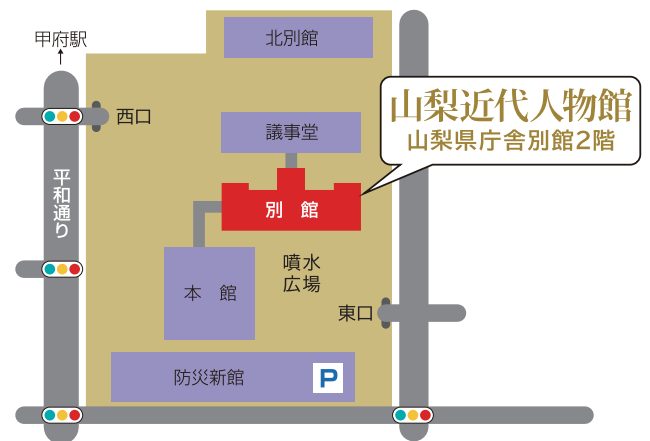 甲府駅
北別館
西口
山梨近代人物館
山梨県庁舎別館2階
議事堂
平和通り
別 館
噴水
広場
本 館
東口
防災新館
P